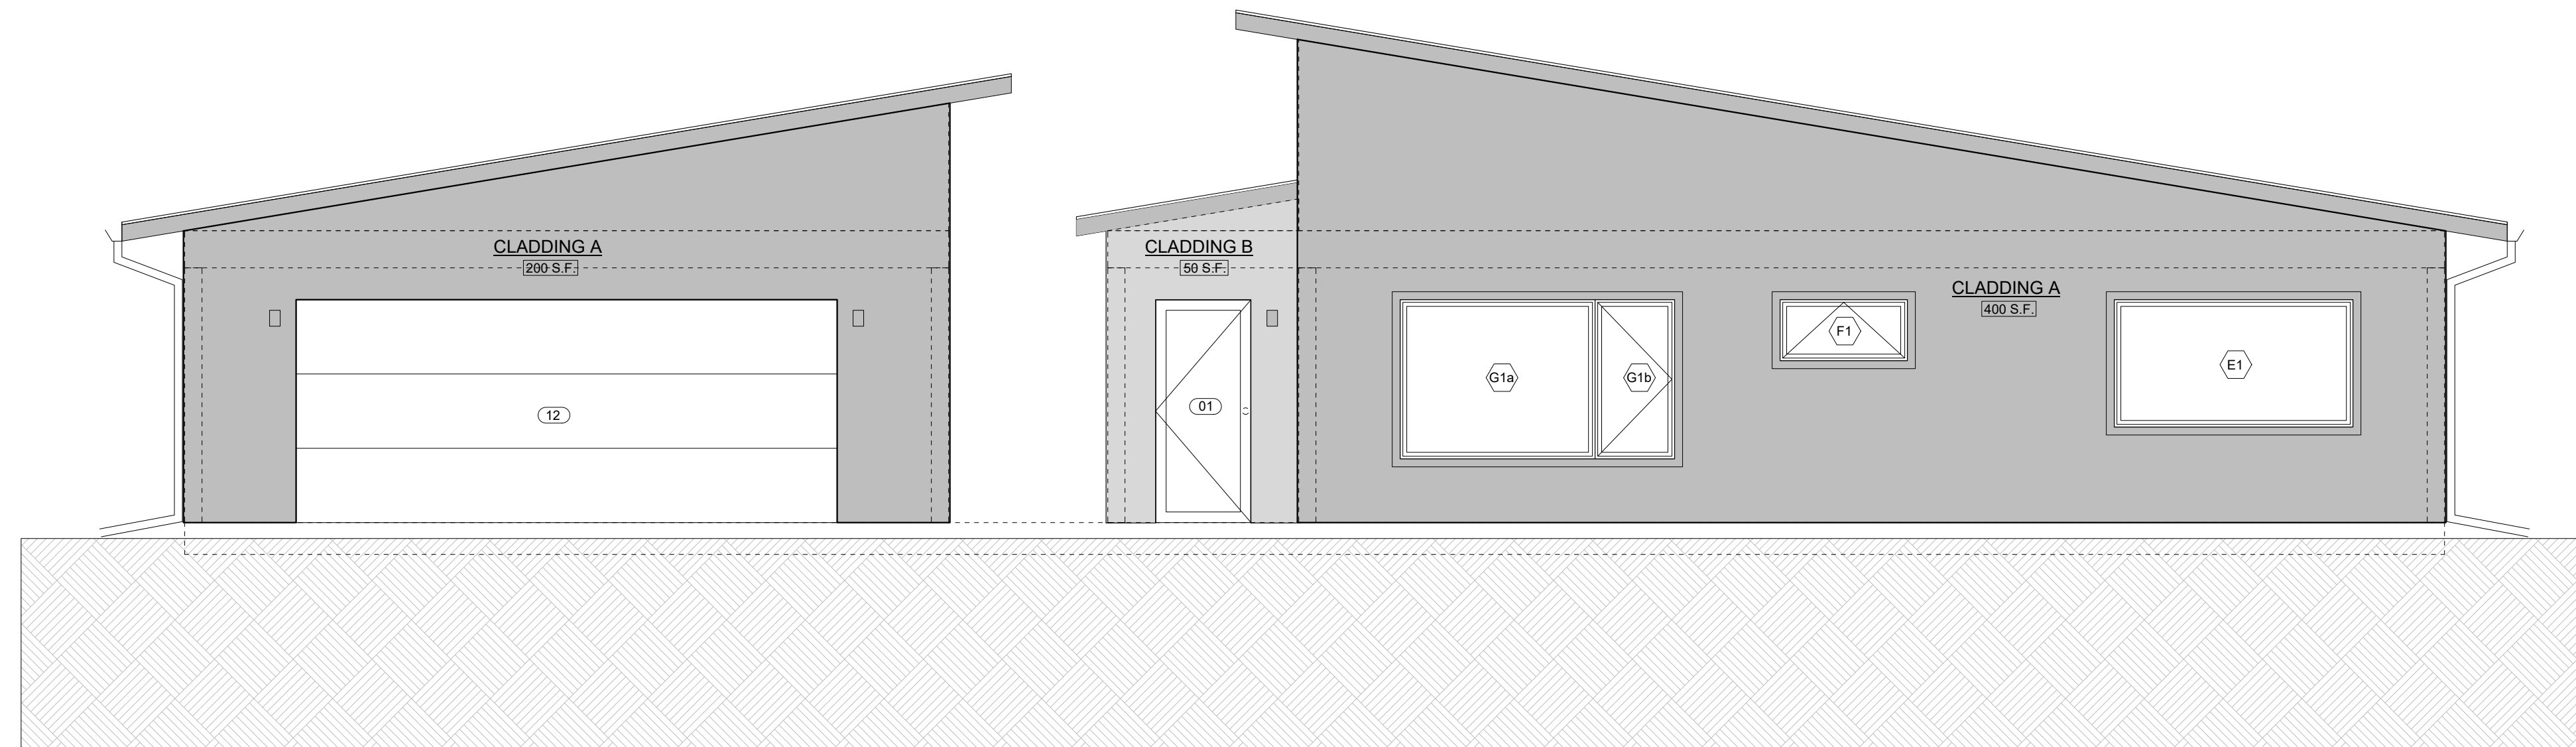 CLADDING A
200 S.F.
12
CLADDING B
50 S.F.
01
CLADDING A
400 S.F.
G1a
G1b
F1
E1